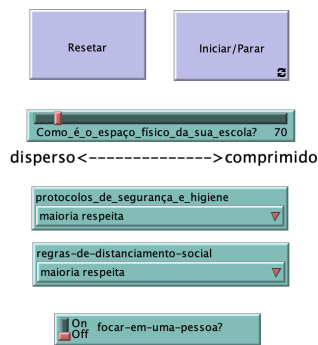 Resetar
Iniciar/Parar
Como_é_o_espaço_físico_da_sua_escola? 70
disperso<-------------->comprimido
protocolos_de_segurança_e_higiene
maioria respeita
regras-de-distanciamento-social
maioria respeita
On
Off
focar-em-uma-pessoa?